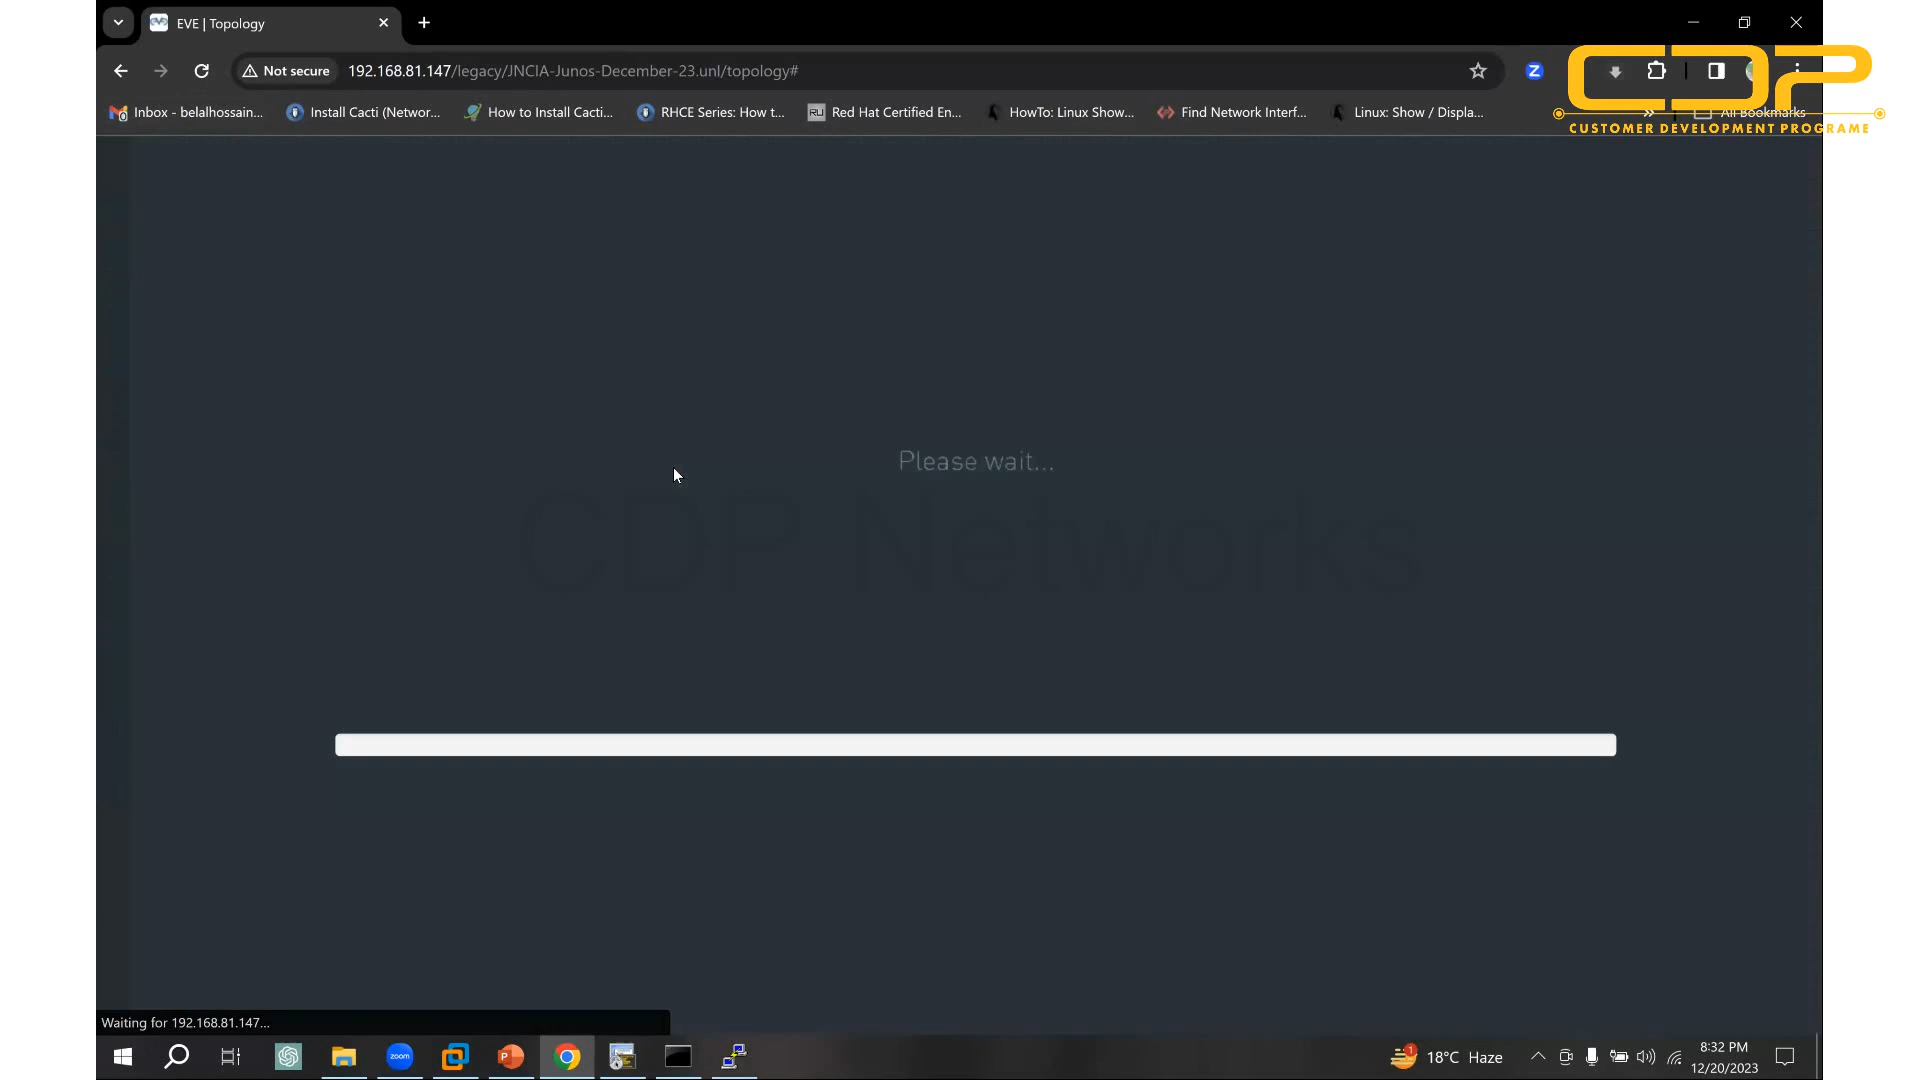 EVE | Topology
Not secure
192.168.81.147/legacy/JNCIA-Junos-December-23.unl/topology#
Inbox - belalhossain...
Install Cacti (Networ...
How to Install Cacti...
RHCE Series: How t...
RU
Red Hat Certified En...
HowTo: Linux Show...
Find Network Interf...
Linux: Show / Displa...
All Bookmarks
CDP
CUSTOMER DEVELOPMENT PROGRAME
Please wait...
CDP Networks
Waiting for 192.168.81.147...
zoom
18°C Haze
8:32 PM
12/20/2023